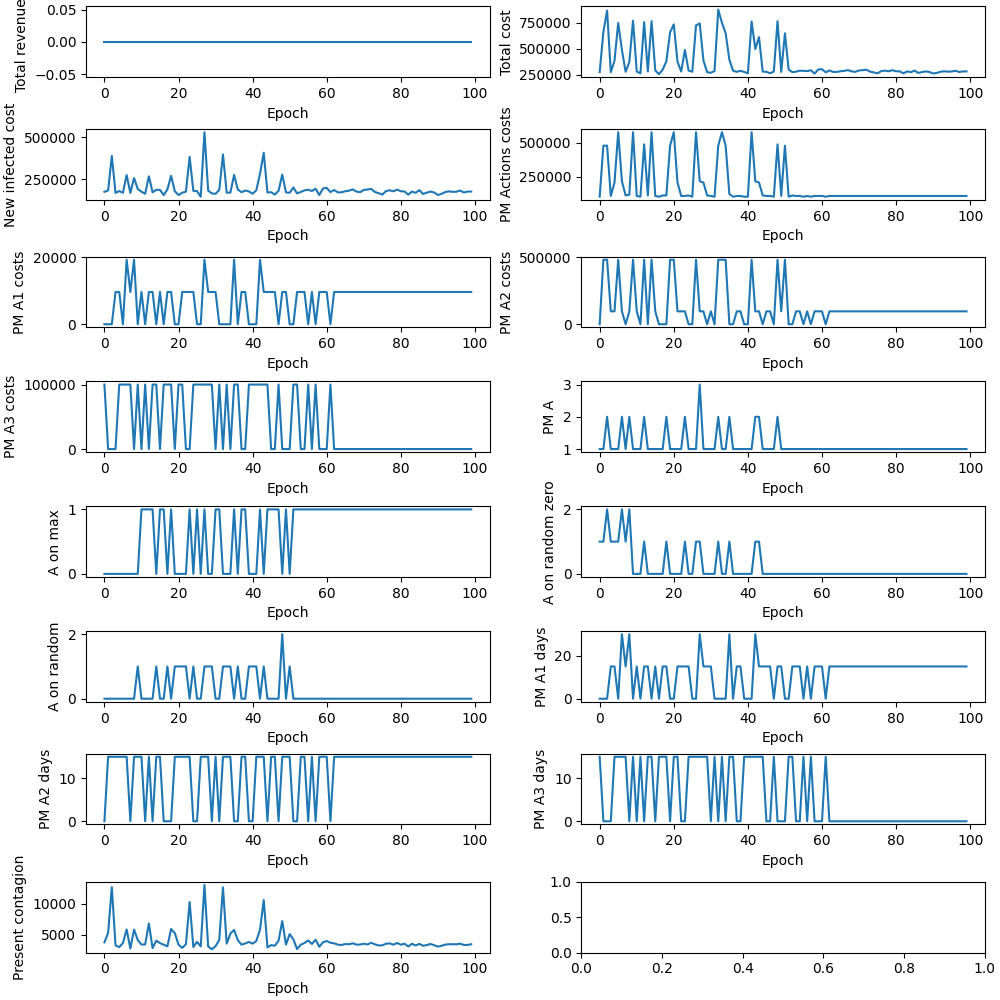 Total revenue
0.05
0.00
−0.05
0 20 40 60 80 100
Epoch
Total cost
750000
500000
250000
0 20 40 60 80 100
Epoch
New infected cost
500000
250000
0 20 40 60 80 100
Epoch
PM Actions costs
500000
250000
0 20 40 60 80 100
Epoch
PM A1 costs
20000
0
0 20 40 60 80 100
Epoch
PM A2 costs
500000
0
0 20 40 60 80 100
Epoch
PM A3 costs
100000
0
0 20 40 60 80 100
Epoch
PM A
3
2
1
0 20 40 60 80 100
Epoch
A on max
1
0
0 20 40 60 80 100
Epoch
A on random zero
2
0
0 20 40 60 80 100
Epoch
A on random
2
0
0 20 40 60 80 100
Epoch
PM A1 days
20
0
0 20 40 60 80 100
Epoch
PM A2 days
10
0
0 20 40 60 80 100
Epoch
PM A3 days
10
0
0 20 40 60 80 100
Epoch
Present contagion
10000
5000
0 20 40 60 80 100
Epoch
1.0
0.5
0.0
0.0 0.2 0.4 0.6 0.8 1.0